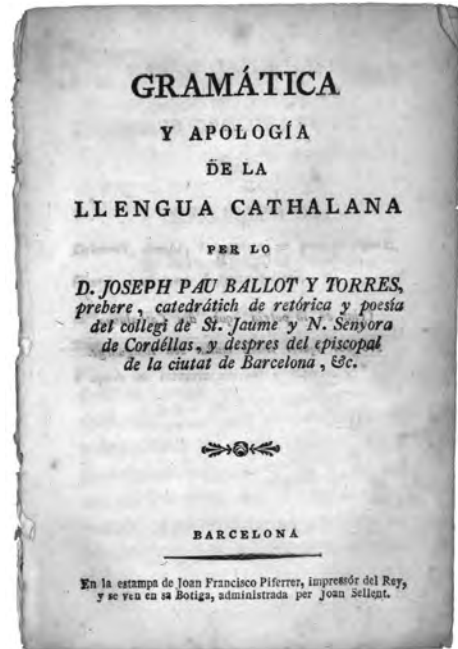 GRAMÁTICA
Y APOLOGÍA
DE LA
LLENGUA CATHALANA
PER LO
D. JOSEPH PAU BALLOT Y TORRES,
prebere, catedrátich de retórica y poesía
del collegi de St. Jaume y N. Senyora
de Cordéllas, y despres del episcopal
de la ciutat de Barcelona, &c.
BARCELONA
En la estampa de Joan Francisco Piferrer, impressór del Rey,
y se ven en sa Botiga, administrada per Joan Sellent.